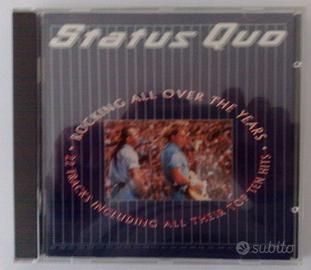 Status Quo
• ROCKING ALL OVER THE YEARS •
22 TRACKS INCLUDING ALL THEIR TOP TEN HITS
subito